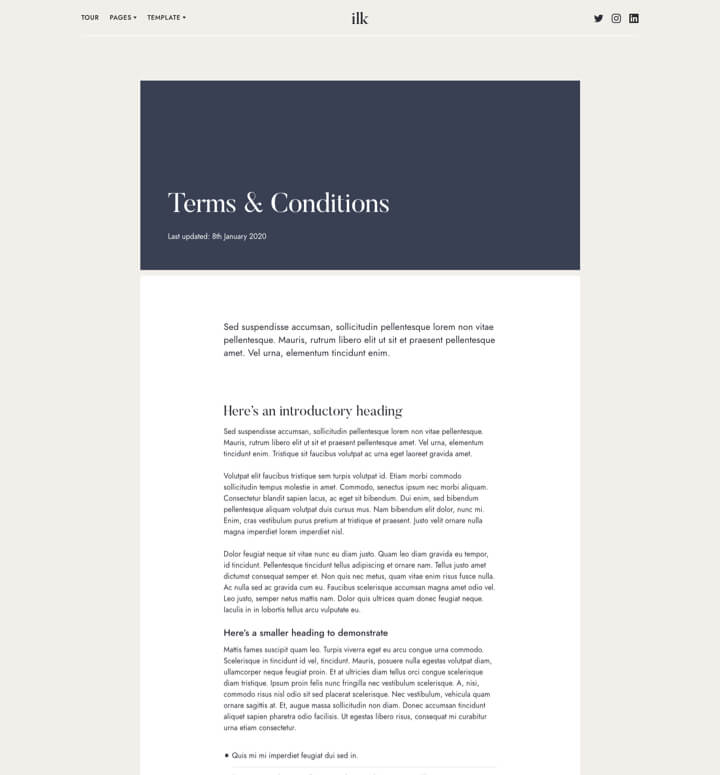 TOUR PAGES TEMPLATE ilk
Terms & Conditions
Last updated: 8th January 2020
Sed suspendisse accumsan, sollicitudin pellentesque lorem non vitae
pellentesque. Mauris, rutrum libero elit ut sit et praesent pellentesque
amet. Vel urna, elementum tincidunt enim.
Here's an introductory heading
Sed suspendisse accumsan, sollicitudin pellentesque lorem non vitae pellentesque.
Mauris, rutrum libero elit ut sit et praesent pellentesque amet. Vel urna, elementum
tincidunt enim. Tristique sit faucibus volutpat ac urna eget laoreet gravida amet.
Volutpat elit faucibus tristique sem turpis volutpat id. Etiam morbi commodo
sollicitudin tempus molestie in amet. Commodo, senectus ipsum nec morbi aliquam.
Consectetur blandit sapien lacus, ac eget sit bibendum. Dui enim, sed bibendum
pellentesque aliquam volutpat duis cursus mus. Nam bibendum elit dolor, nunc mi.
Enim, cras vestibulum purus pretium at tristique et praesent. Justo velit ornare nulla
magna imperdiet lorem imperdiet nisl.
Dolor feugiat neque sit vitae nunc eu diam justo. Quam leo diam gravida eu tempor,
id tincidunt. Pellentesque tincidunt tellus adipiscing et ornare nam. Tellus justo amet
dictumst consequat semper et. Non quis nec metus, quam vitae enim risus fusce nulla.
Ac nulla sed ac gravida cum eu. Faucibus scelerisque accumsan magna amet odio vel.
Leo justo, semper netus mattis nam. Dolor quis ultrices quam donec feugiat neque.
Iaculis in in lobortis tellus arcu vulputate eu.
Here's a smaller heading to demonstrate
Mattis fames suscipit quam leo. Turpis viverra eget eu arcu congue urna commodo.
Scelerisque in tincidunt id vel, tincidunt. Mauris, posuere nulla egestas volutpat diam,
ullamcorper neque feugiat proin. Et at ultricies diam tellus orci congue scelerisque
diam tristique. Ipsum proin felis nunc fringilla nec vestibulum scelerisque. A, nisi,
commodo risus nisl odio sit sed placerat scelerisque. Nec vestibulum, vehicula quam
ornare sagittis at. Et, augue massa sollicitudin non diam. Donec accumsan tincidunt
aliquet sapien pharetra odio facilisis. Ut egestas libero risus, consequat mi curabitur
urna etiam consectetur.
Quis mi mi imperdiet feugiat dui sed in.